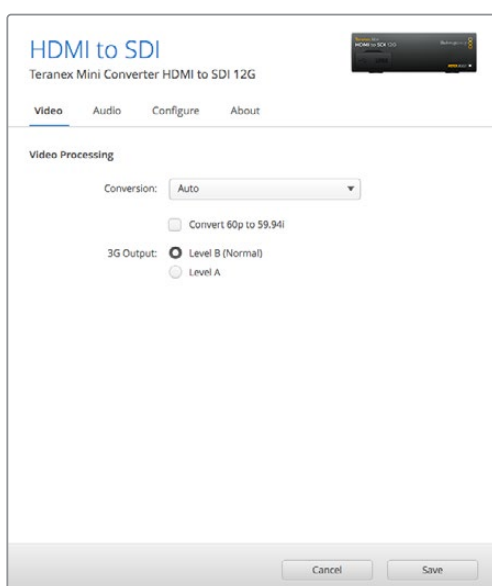 HDMI to SDI
Teranex Mini Converter HDMI to SDI 12G
Video Audio Configure About
Video Processing
Conversion: Auto
Convert 60p to 59.94i
3G Output: Level B (Normal)
Level A
Cancel Save